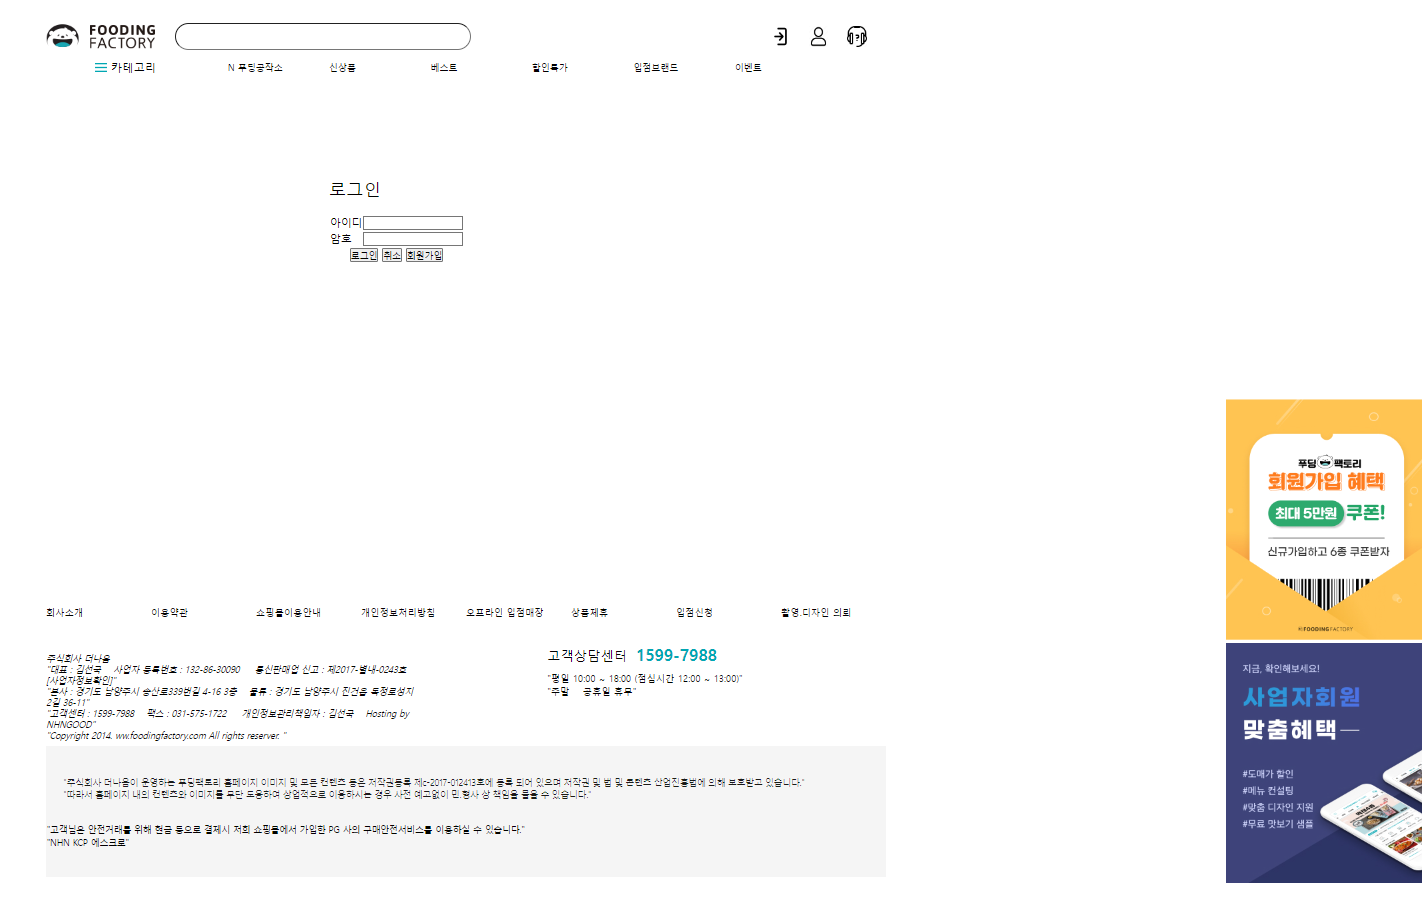 FOODING
FACTORY
카테고리
N 푸딩공작소
신상품
베스트
할인특가
입점브랜드
이벤트
로그인
아이디
암호
로그인 취소 회원가입
푸딩 팩토리
회원가입 혜택
최대 5만원 쿠폰!
신규가입하고 6종 쿠폰받자
FOODING FACTORY
지금, 확인해보세요!
사업자회원
맞춤혜택
#도매가 할인
#메뉴 컨설팅
#맞춤 디자인 지원
#무료 맛보기 샘플
회사소개
이용약관
쇼핑몰이용안내
개인정보처리방침
오프라인 입점매장
상품제휴
입점신청
촬영.디자인 의뢰
주식회사 더나음
"대표 : 김선국 사업자 등록번호 : 132-86-30090 통신판매업 신고 : 제2017-별내-0243호
[사업자정보확인]"
"본사 : 경기도 남양주시 송산로339번길 4-16 3층 물류 : 경기도 남양주시 진건읍 독정로성지
2길 36-11"
"고객센터 : 1599-7988 팩스 : 031-575-1722 개인정보관리책임자 : 김선국 Hosting by
NHNGOOD"
"Copyright 2014. ww.foodingfactory.com All rights reserver. "
고객상담센터 1599-7988
"평일 10:00 ~ 18:00 (점심시간 12:00 ~ 13:00)"
"주말 공휴일 휴무"
"주식회사 더나음이 운영하는 푸딩팩토리 홈페이지 이미지 및 모든 컨텐츠 등은 저작권등록 제c-2017-012413호에 등록 되어 있으며 저작권 및 법 및 콘텐츠 산업진흥법에 의해 보호받고 있습니다."
"따라서 홈페이지 내의 컨텐츠와 이미지를 무단 도용하여 상업적으로 이용하시는 경우 사전 예고없이 민.형사 상 책임을 물을 수 있습니다."
"고객님은 안전거래를 위해 현금 등으로 결제시 저희 쇼핑몰에서 가입한 PG 사의 구매안전서비스를 이용하실 수 있습니다."
"NHN KCP 에스크로"